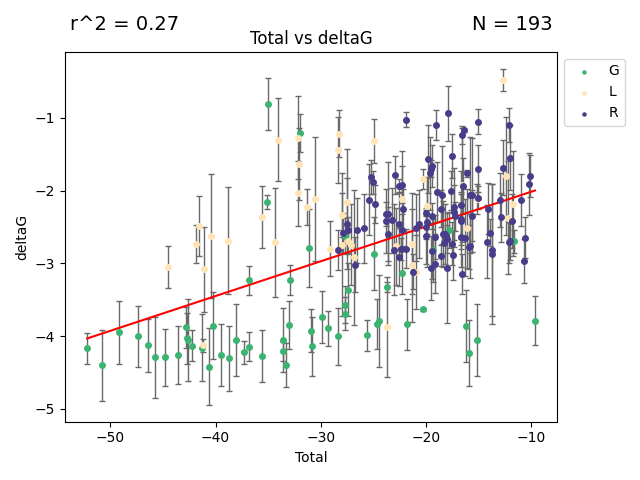 r^2 = 0.27 N = 193
Total vs deltaG
G
L
R
−1
−2
−3
−4
−5
deltaG
−50 −40 −30 −20 −10
Total